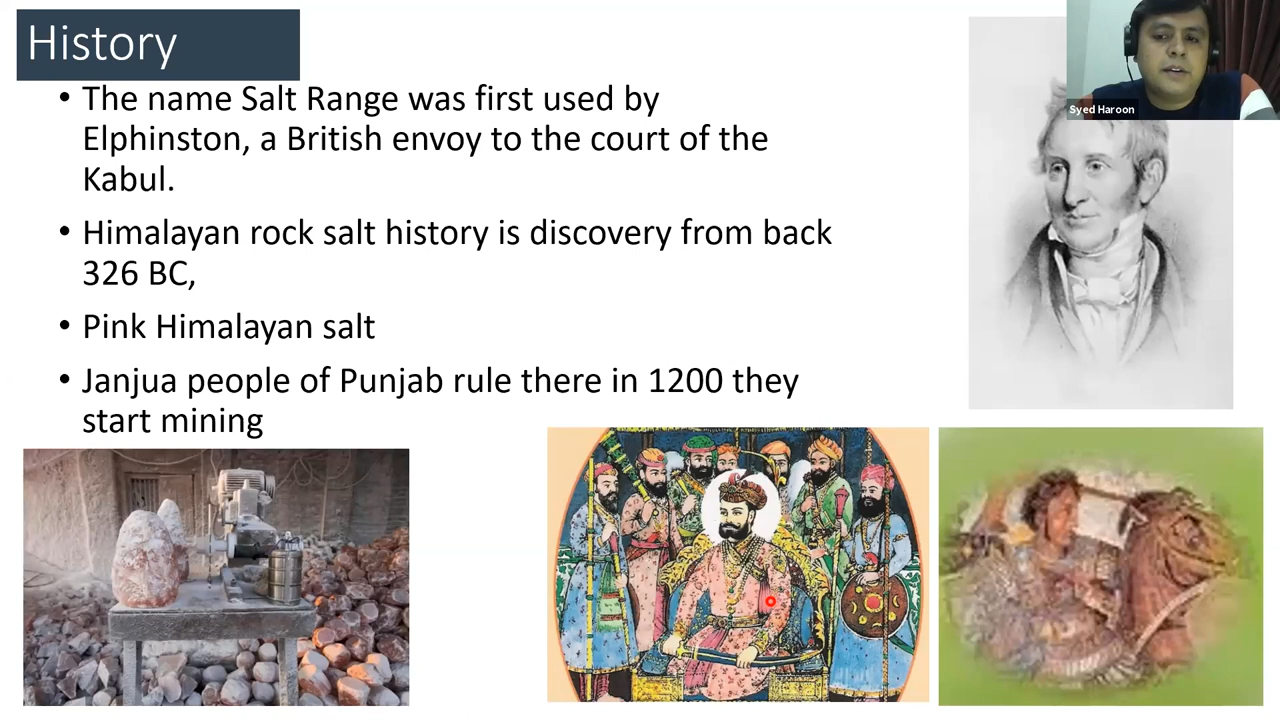 History
• The name Salt Range was first used by
Elphinston, a British envoy to the court of the
Kabul.
• Himalayan rock salt history is discovery from back
326 BC,
• Pink Himalayan salt
• Janjua people of Punjab rule there in 1200 they
start mining
Syed Haroon